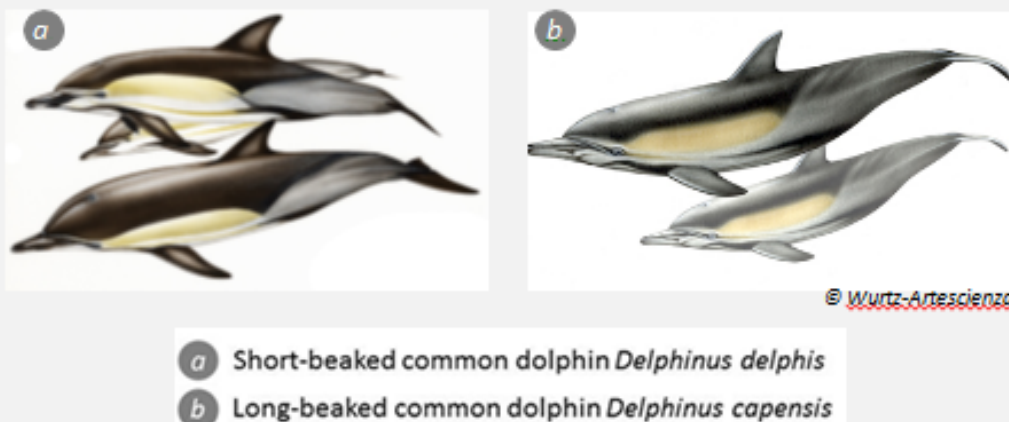 a
b
© Wurtz-Artescienza
a Short-beaked common dolphin Delphinus delphis
b Long-beaked common dolphin Delphinus capensis